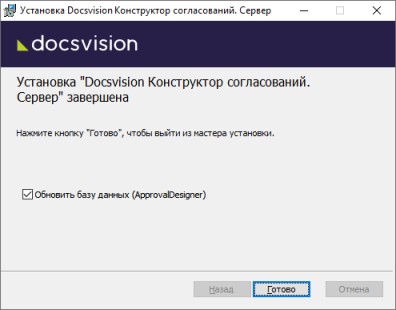 Установка Docsvision Конструктор согласований. Сервер
docsvision
Установка "Docsvision Конструктор согласований.
Сервер" завершена
Нажмите кнопку "Готово", чтобы выйти из мастера установки.
Обновить базу данных (ApprovalDesigner)
Назад Готово Отмена